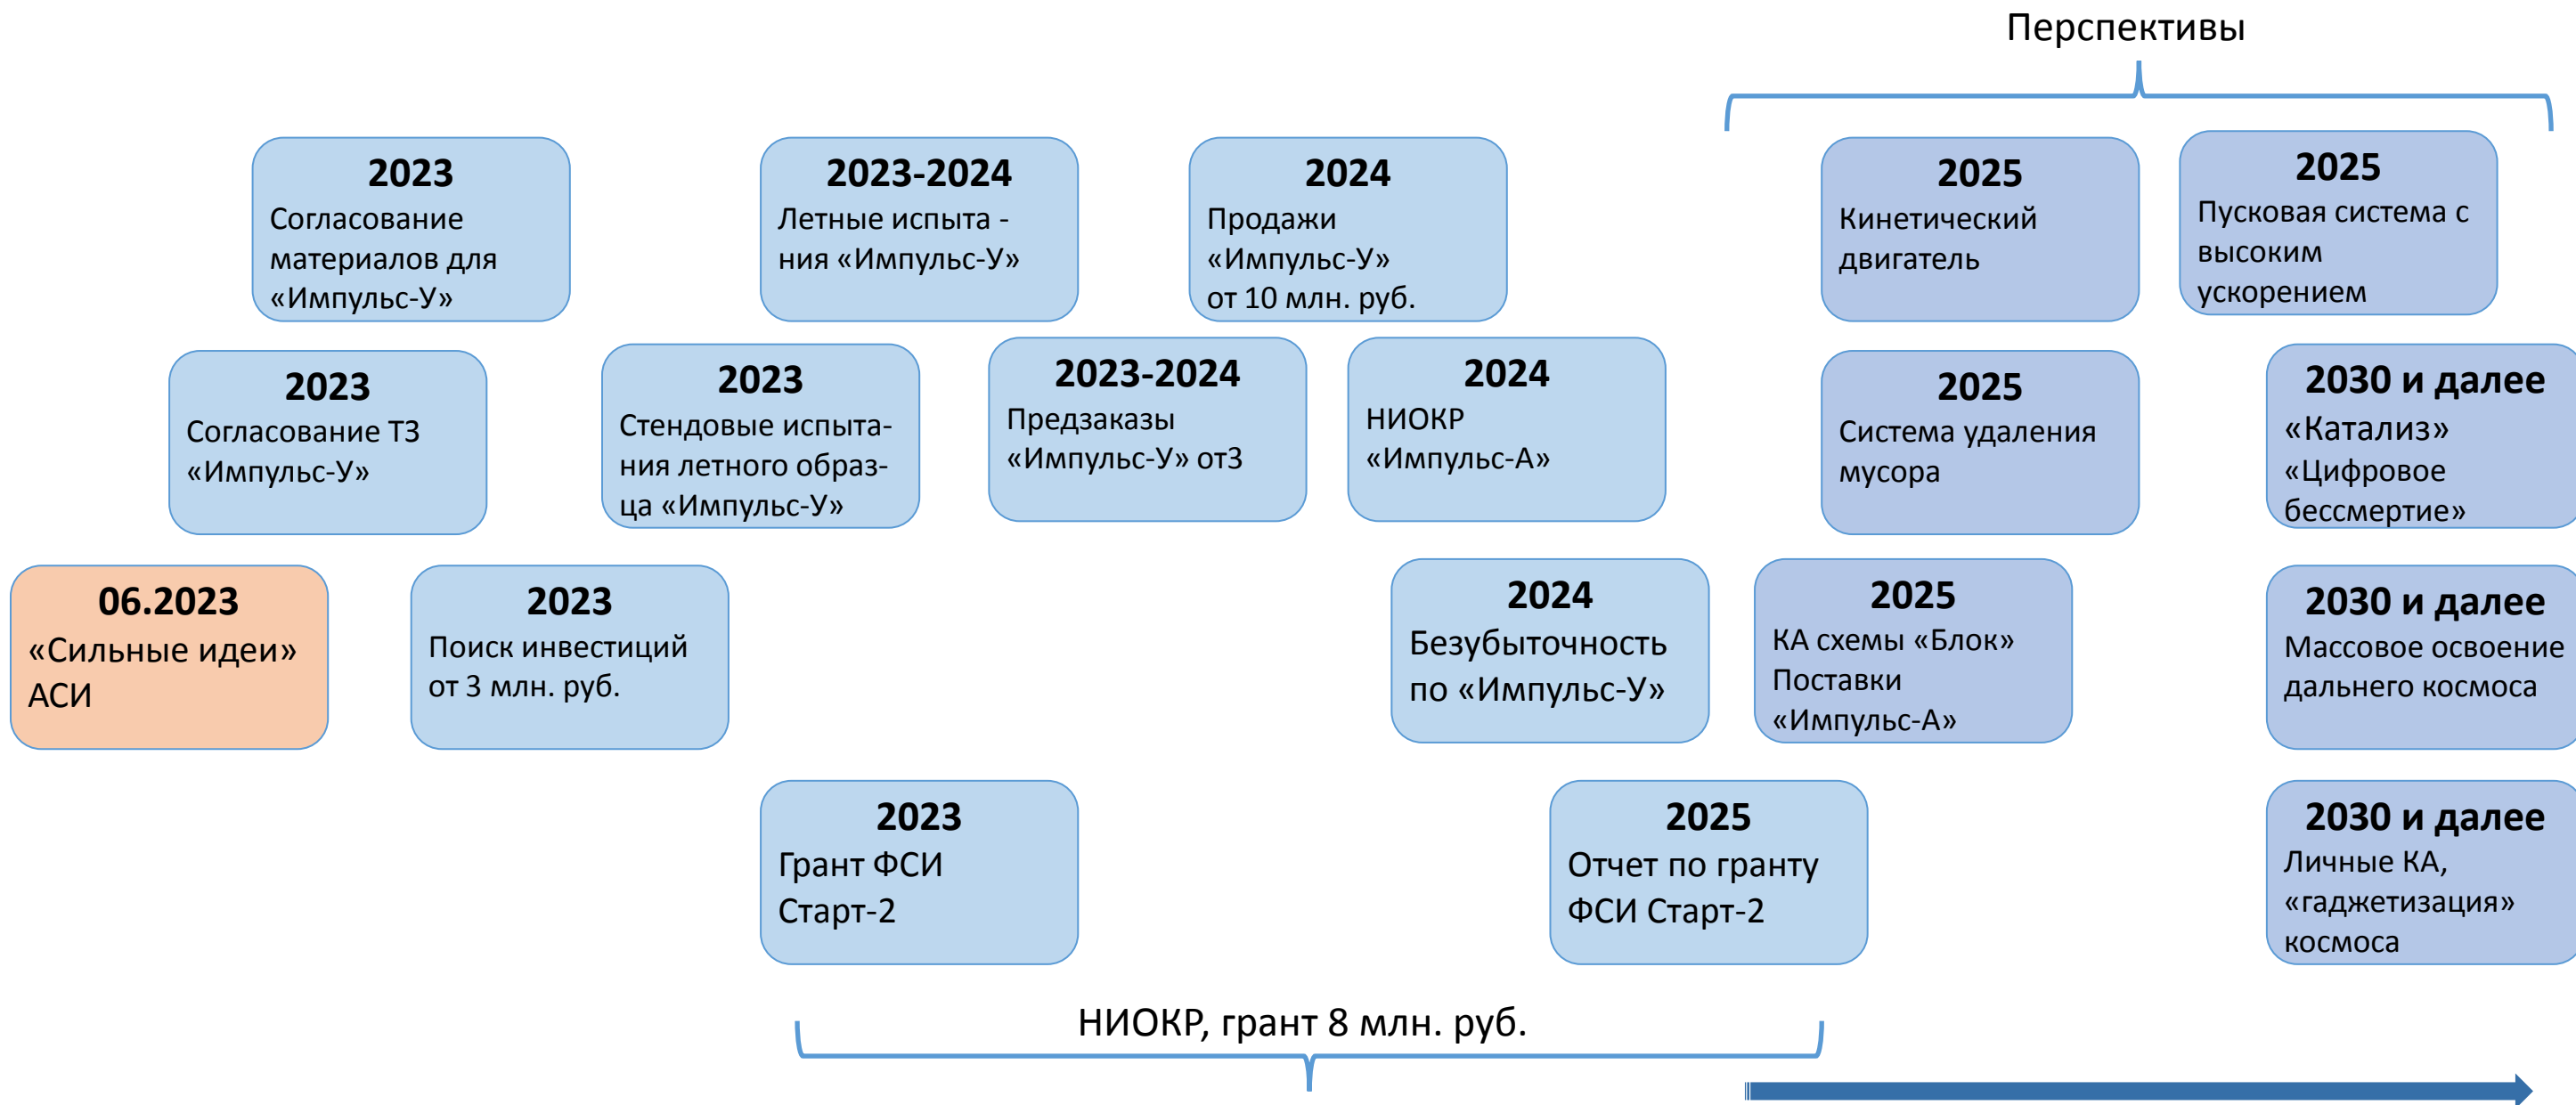 Перспективы
2023
Согласование
материалов для
«Импульс-У»
2023-2024
Летные испыта -
ния «Импульс-У»
2024
Продажи
«Импульс-У»
от 10 млн. руб.
2025
Кинетический
двигатель
2025
Пусковая система с
высоким
ускорением
2023
Согласование ТЗ
«Импульс-У»
2023
Стендовые испыта-
ния летного образ-
ца «Импульс-У»
2023-2024
Предзаказы
«Импульс-У» от3
2024
НИОКР
«Импульс-А»
2025
Система удаления
мусора
2030 и далее
«Катализ»
«Цифровое
бессмертие»
06.2023
«Сильные идеи»
АСИ
2023
Поиск инвестиций
от 3 млн. руб.
2024
Безубыточность
по «Импульс-У»
2025
КА схемы «Блок»
Поставки
«Импульс-А»
2030 и далее
Массовое освоение
дальнего космоса
2023
Грант ФСИ
Старт-2
2025
Отчет по гранту
ФСИ Старт-2
2030 и далее
Личные КА,
«гаджетизация»
космоса
НИОКР, грант 8 млн. руб.